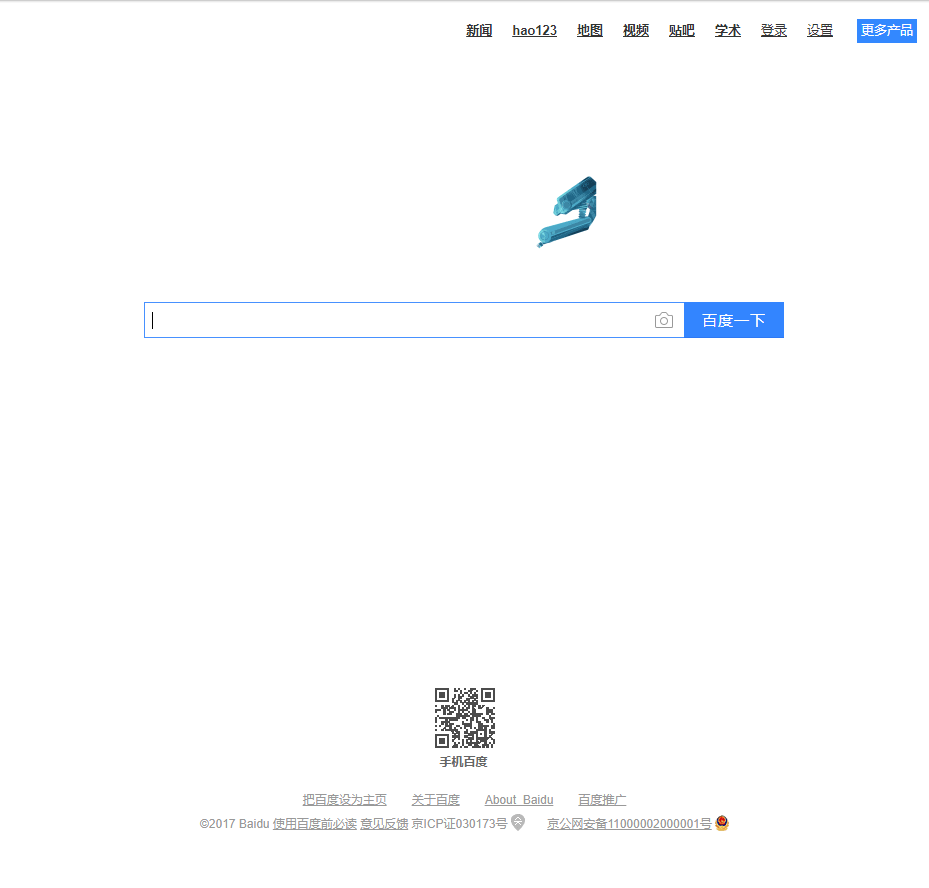 新闻 hao123 地图 视频 贴吧 学术 登录 设置 更多产品
百度一下
手机百度
把百度设为主页 关于百度 About Baidu 百度推广
©2017 Baidu 使用百度前必读 意见反馈 京ICP证030173号 京公网安备11000002000001号